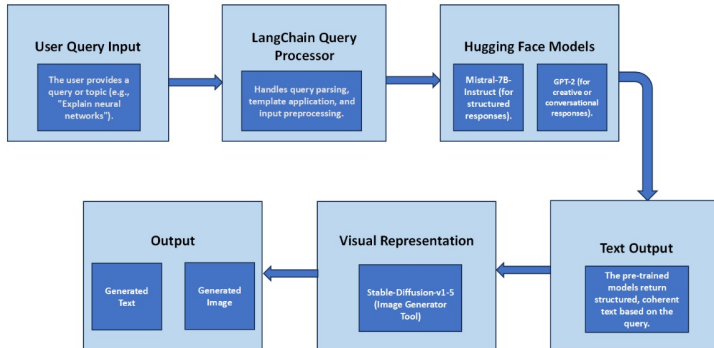 User Query Input
The user provides a
query or topic (e.g.,
"Explain neural
networks").
LangChain Query
Processor
Handles query parsing,
template application, and
input preprocessing.
Hugging Face Models
Mistral-7B-
Instruct (for
structured
responses).
GPT-2 (for
creative or
conversational
responses).
Output
Generated
Text
Generated
Image
Visual Representation
Stable-Diffusion-v1-5
(Image Generator
Tool)
Text Output
The pre-trained
models return
structured, coherent
text based on the
query.